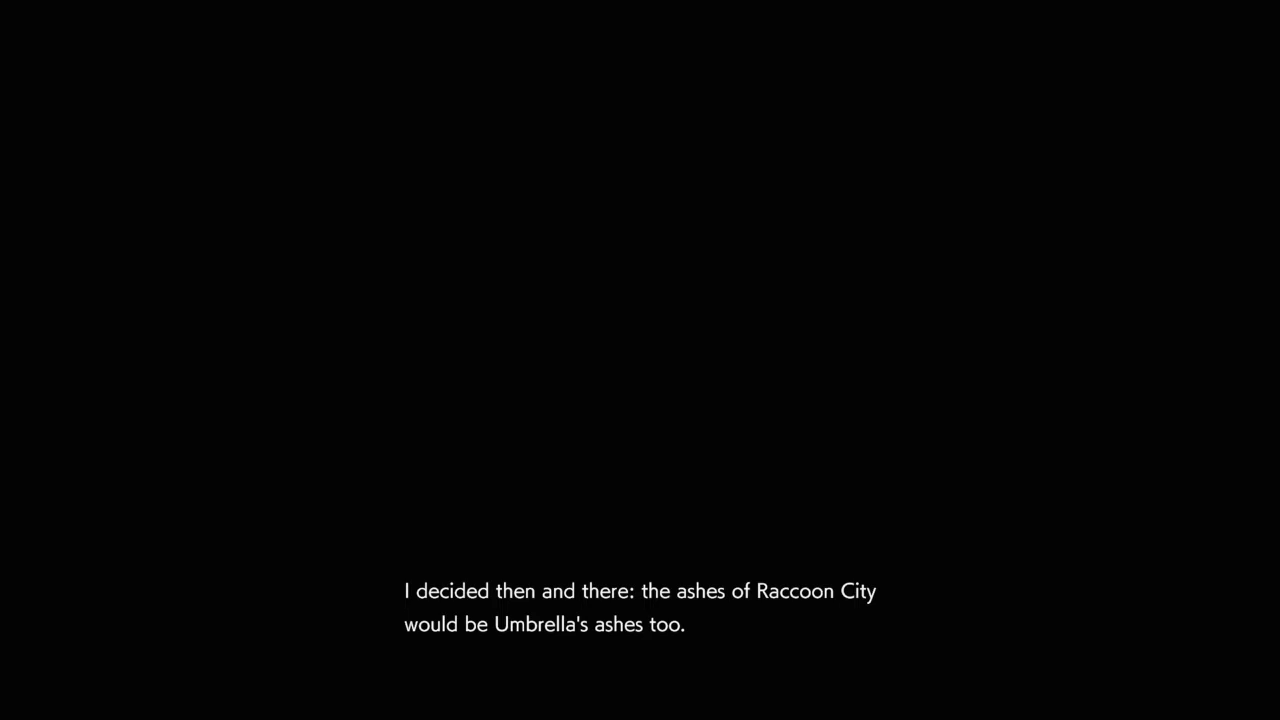 I decided then and there: the ashes of Raccoon City
would be Umbrella's ashes too.